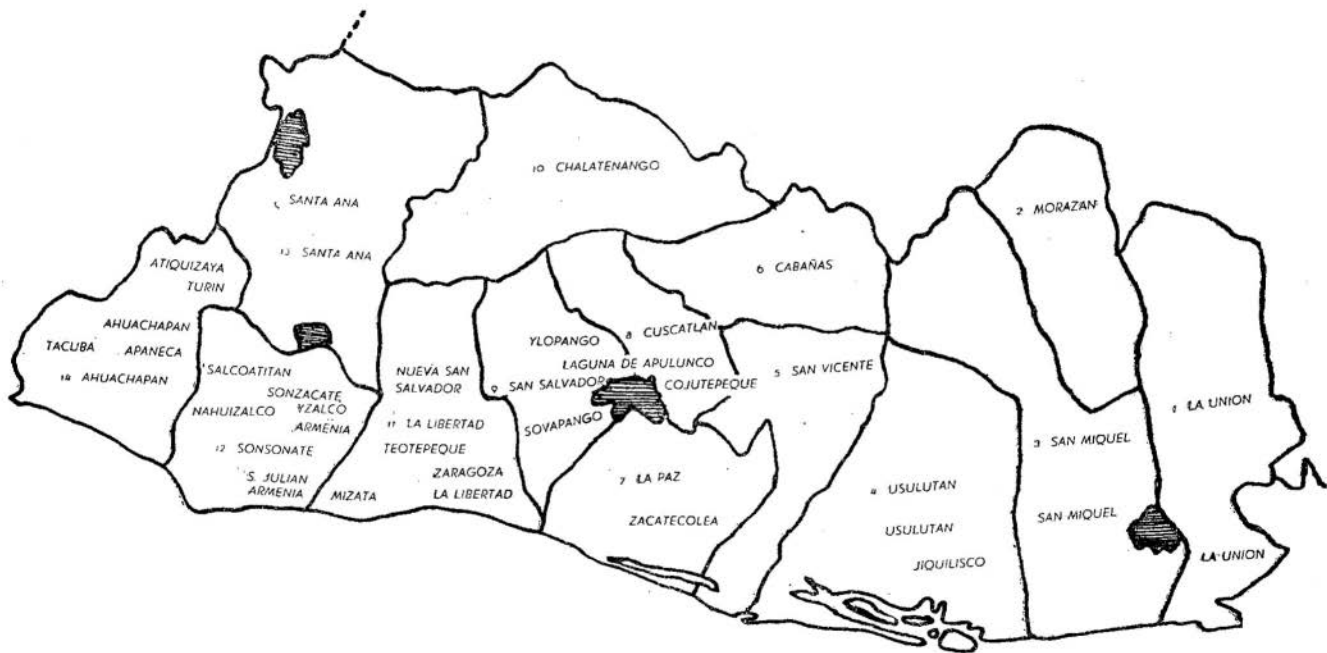 10 CHALATENANGO
SANTA ANA
13 SANTA ANA
2 MORAZAN
ATIQUIZAYA
TURIN
6 CABAÑAS
AHUACHAPAN
TACUBA APANECA
14 AHUACHAPAN
SALCOATITAN
SONZACATE
NAHUIZALCO YZALCO
ARMENIA
12 SONSONATE
S. JULIAN
ARMENIA
NUEVA SAN
SALVADOR
11 LA LIBERTAD
TEOTEPEQUE
ZARAGOZA
MIZATA LA LIBERTAD
YLOPANGO
8 CUSCATLAN
LAGUNA DE APULUNCO
9 SAN SALVADOR
COJUTEPEQUE
SOVAPANGO
5 SAN VICENTE
7 LA PAZ
ZACATECOLEA
4 USULUTAN
USULUTAN
JIQUILISCO
3 SAN MIQUEL
SAN MIQUEL
1 LA UNION
LA UNION